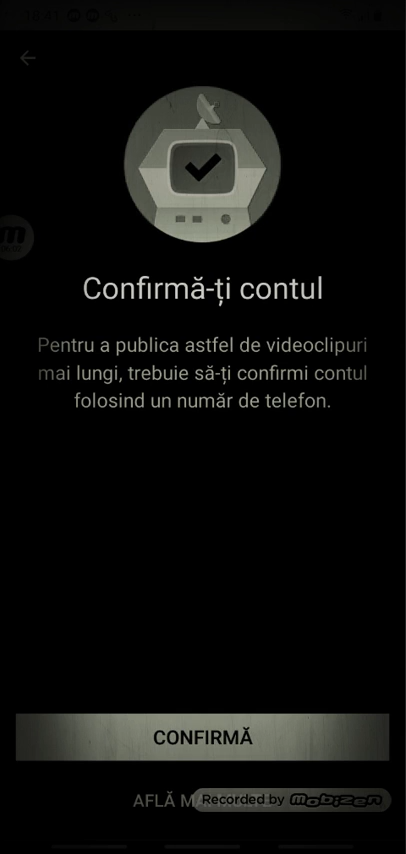 Confirmă-ți contul
Pentru a publica astfel de videoclipuri
mai lungi, trebuie să-ți confirmi contul
folosind un număr de telefon.
CONFIRMĂ
AFLĂ
Recorded by mobizen